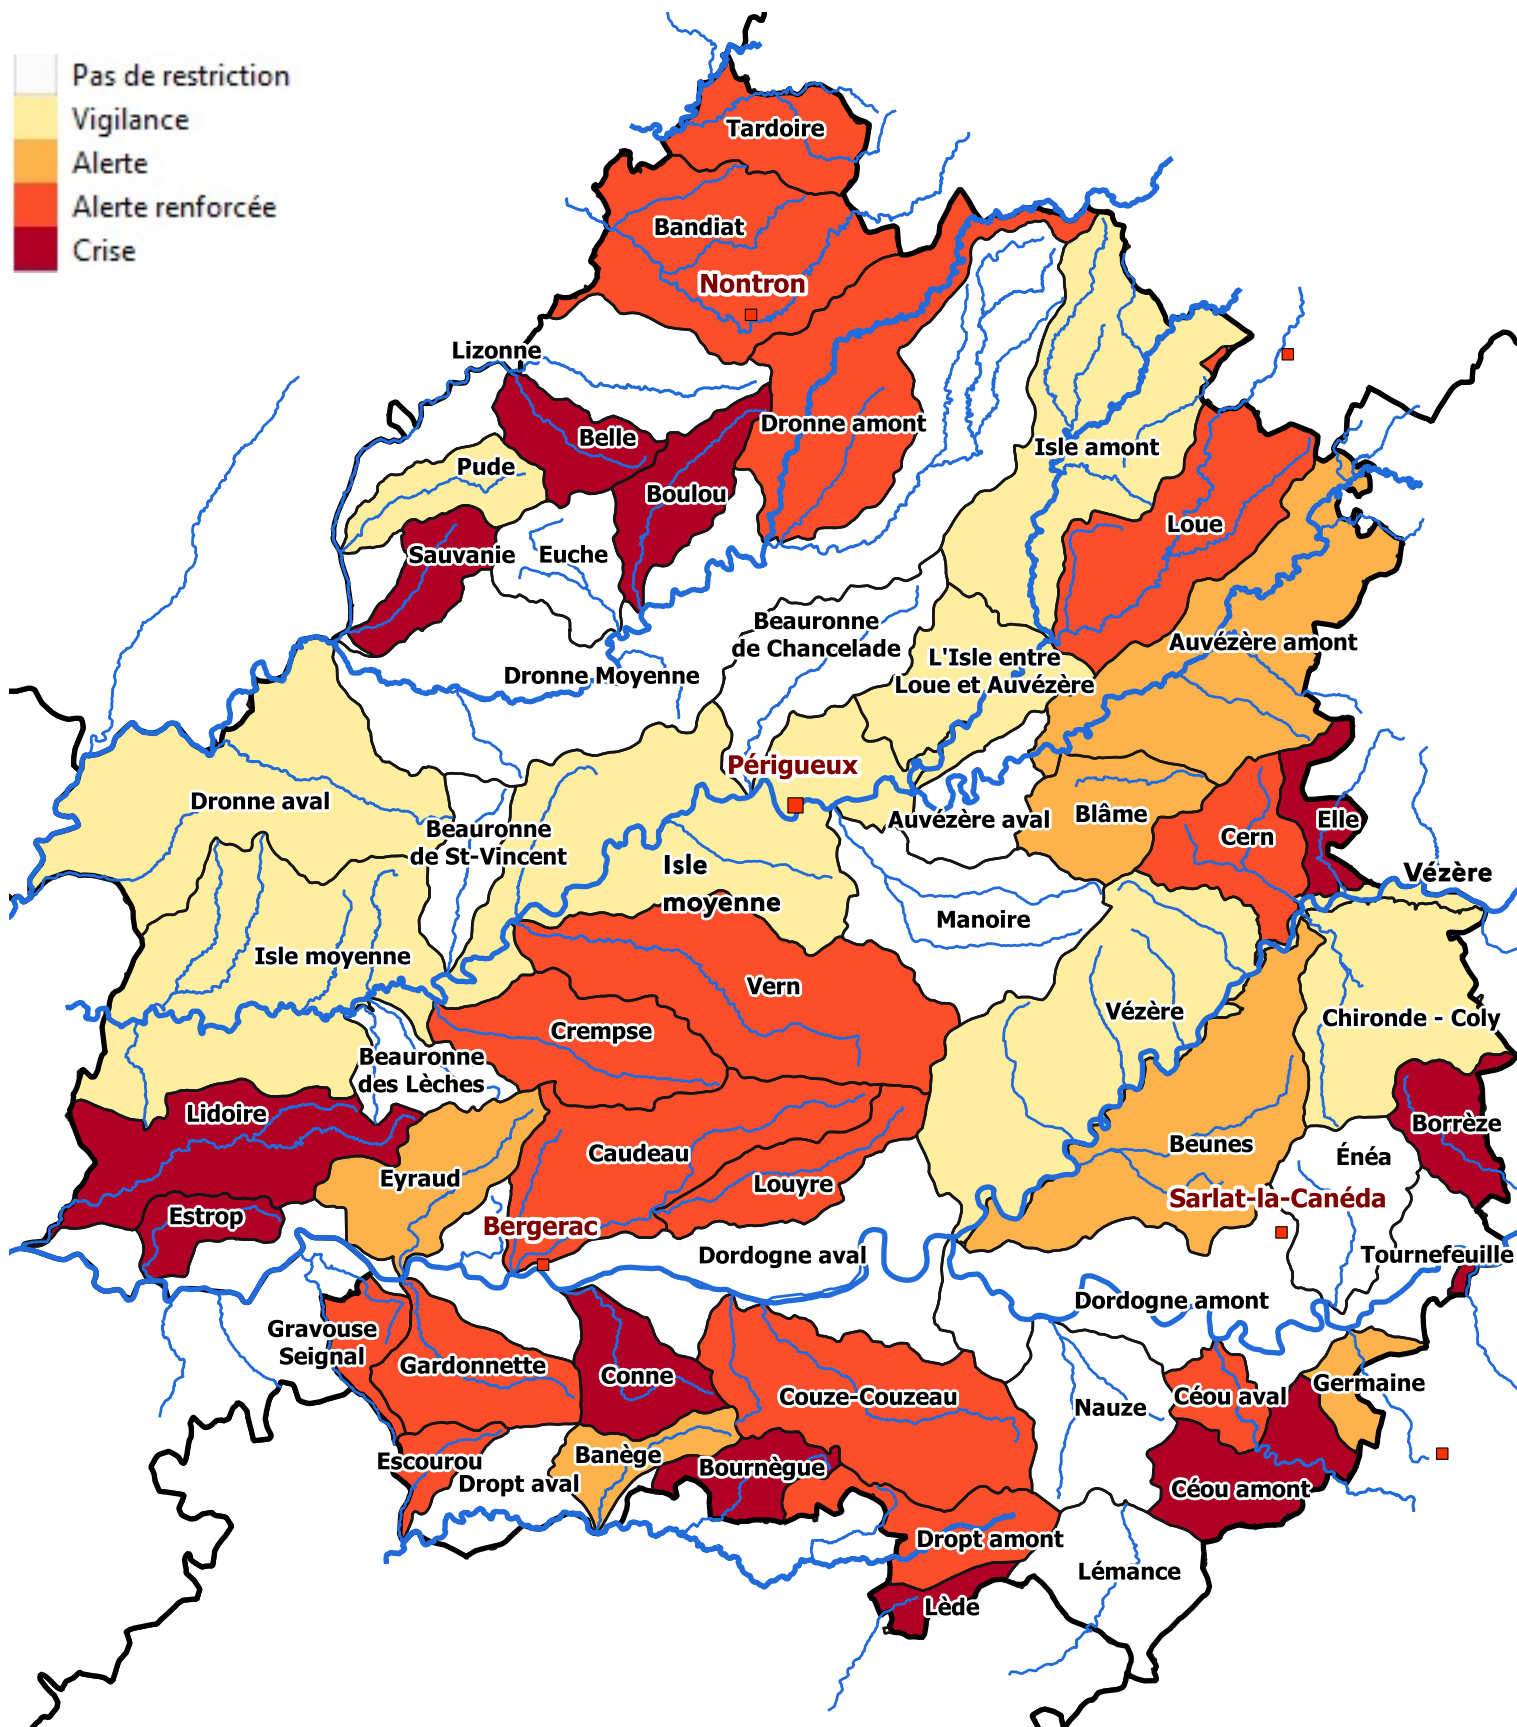 Pas de restriction
Vigilance
Alerte
Alerte renforcée
Crise
Tardoire
Bandiat
Nontron
Lizonne
Belle
Dronne amont
Isle amont
Pude
Boulou
Loue
Sauvanie
Euche
Beauronne
de Chancelade
Auvézère amont
L'Isle entre
Loue et Auvézère
Dronne Moyenne
Périgueux
Dronne aval
Beauronne
de St-Vincent
Auvézère aval
Blâme
Cern
Elle
Isle
moyenne
Vézère
Manoire
Isle moyenne
Vern
Vézère
Chironde - Coly
Crempse
Beauronne
des Lèches
Lidoire
Borrèze
Caudeau
Beunes
Énéa
Eyraud
Louyre
Sarlat-la-Canéda
Estrop
Bergerac
Dordogne aval
Tournefeuille
Dordogne amont
Gravouse
Seignal
Gardonnette
Conne
Couze-Couzeau
Nauze
Céou aval
Germaine
Escourou
Dropt aval
Banège
Bournègue
Céou amont
Dropt amont
Lémance
Lède